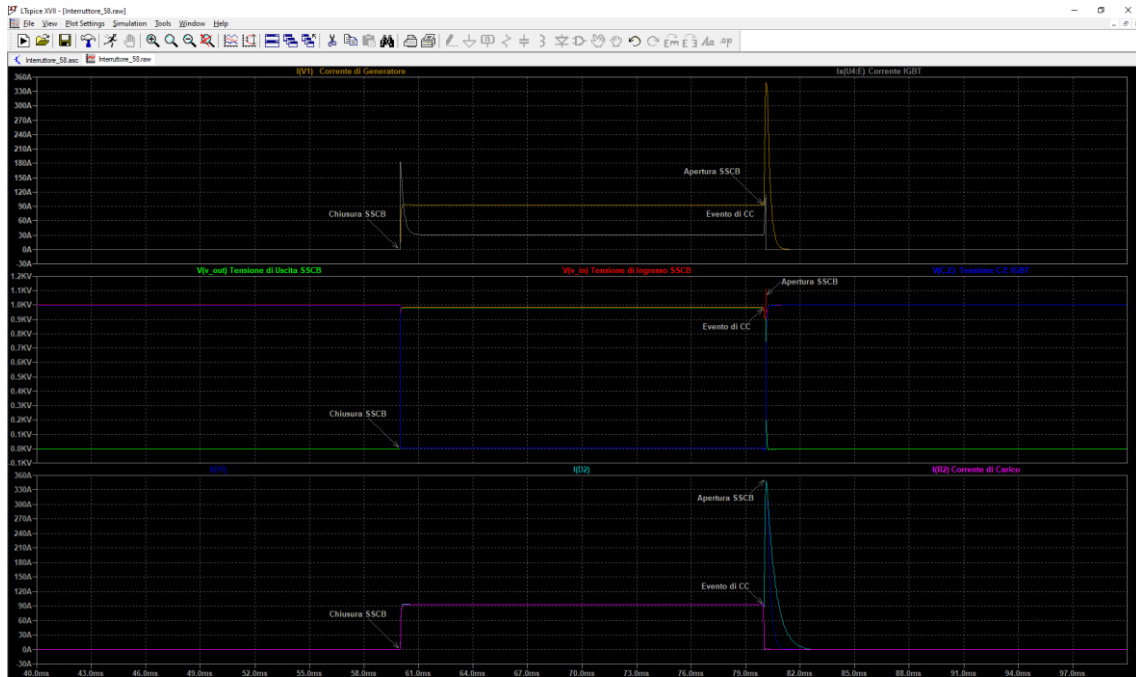 LTspice XVII - [Interruttore_58.raw]
File View Plot Settings Simulation Tools Window Help
Interruttore_58.asc Interruttore_58.raw
I(V1) Corrente di Generatore Ix(U4:E) Corrente IGBT
360A
330A
300A
270A
240A
210A
180A
150A
120A
90A
60A
30A
0A
-30A
Apertura SSCB
Chiusura SSCB
Evento di CC
V(v_out) Tensione di Uscita SSCB V(v_in) Tensione di Ingresso SSCB V(C,E) Tensione C-E IGBT
1.2KV
1.1KV
1.0KV
0.9KV
0.8KV
0.7KV
0.6KV
0.5KV
0.4KV
0.3KV
0.2KV
0.1KV
0.0KV
-0.1KV
Apertura SSCB
Evento di CC
Chiusura SSCB
I(D2) I(R2) Corrente di Carico
360A
330A
300A
270A
240A
210A
180A
150A
120A
90A
60A
30A
0A
-30A
Apertura SSCB
Evento di CC
Chiusura SSCB
40.0ms 43.0ms 46.0ms 49.0ms 52.0ms 55.0ms 58.0ms 61.0ms 64.0ms 67.0ms 70.0ms 73.0ms 76.0ms 79.0ms 82.0ms 85.0ms 88.0ms 91.0ms 94.0ms 97.0ms